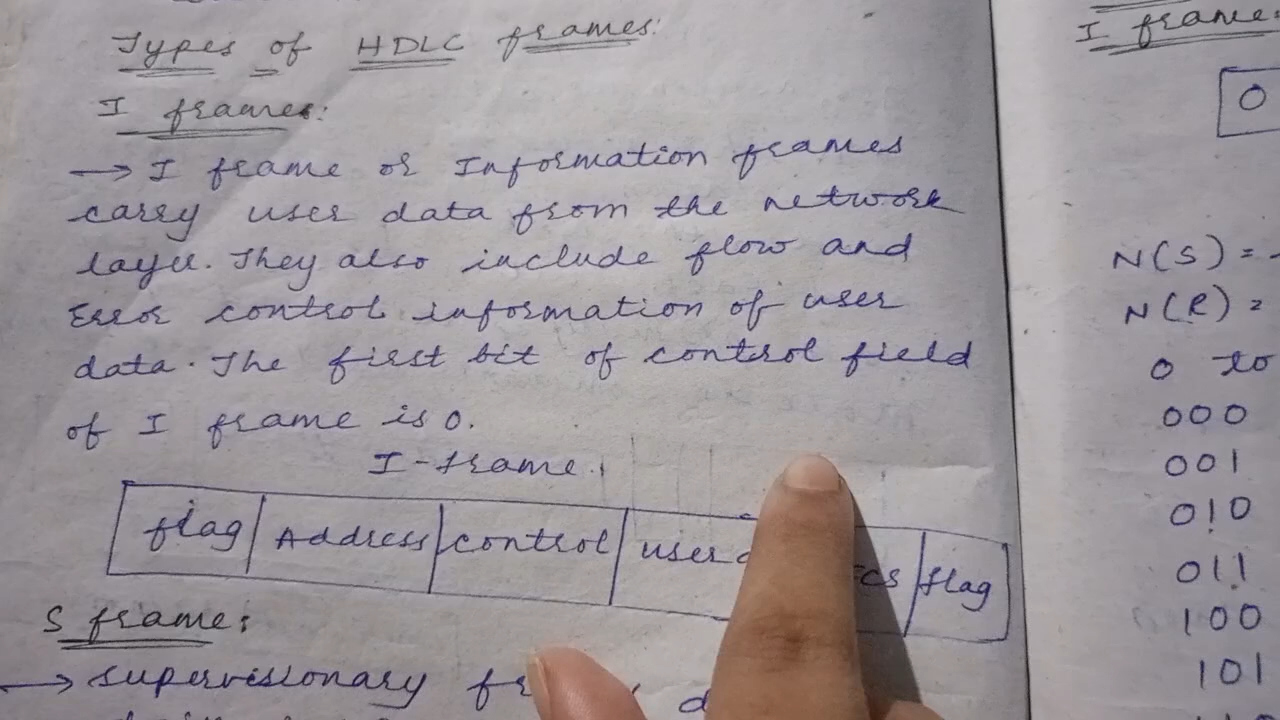 Types of HDLC frames:
I frames:
→ I frame or Information frames
carry user data from the network
layer. They also include flow and
Error control information of user
data. The first bit of control field
of I frame is 0.
I-frame
flag Address control user FCS flag
S frame:
→ supervisionary
I frame:
0
N(S) =
N(R) =
0 to
000
001
010
011
100
101